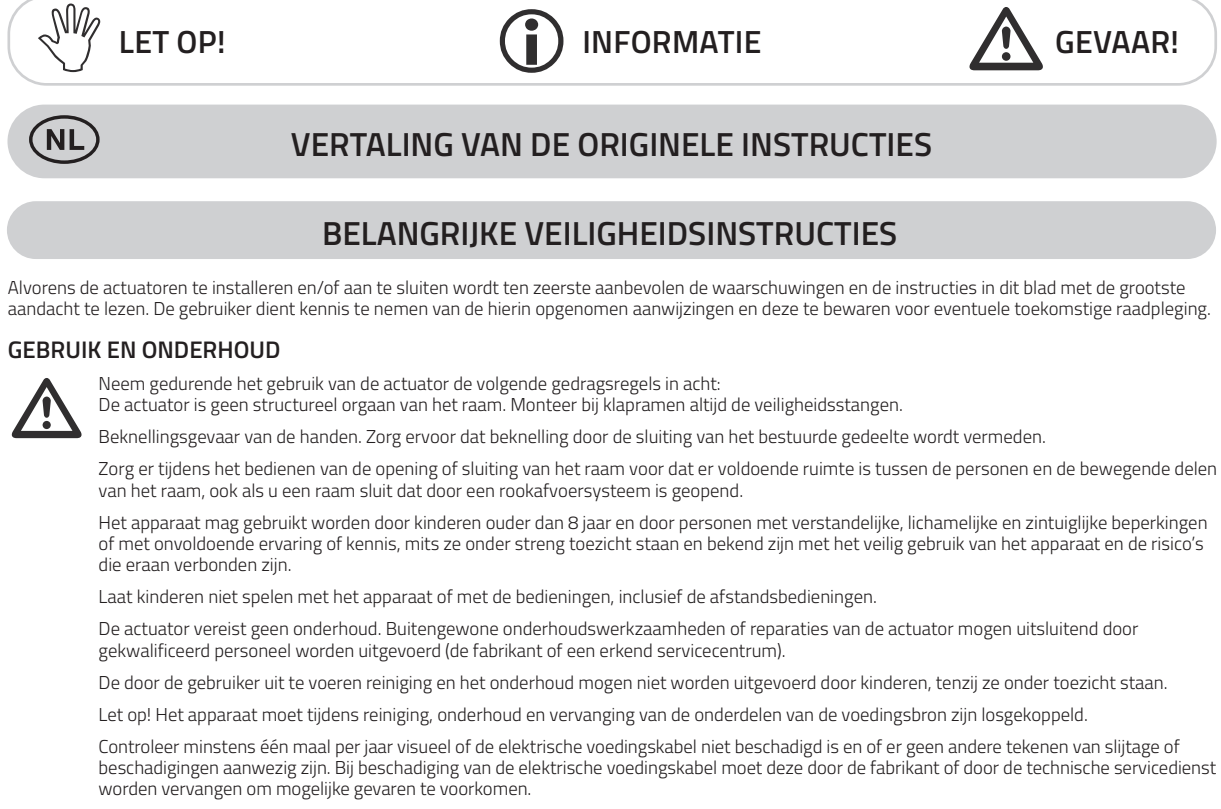 LET OP!
INFORMATIE
GEVAAR!
NL
VERTALING VAN DE ORIGINELE INSTRUCTIES
BELANGRIJKE VEILIGHEIDSINSTRUCTIES
Alvorens de actuatoren te installeren en/of aan te sluiten wordt ten zeerste aanbevolen de waarschuwingen en de instructies in dit blad met de grootste
aandacht te lezen. De gebruiker dient kennis te nemen van de hierin opgenomen aanwijzingen en deze te bewaren voor eventuele toekomstige raadpleging.
GEBRUIK EN ONDERHOUD
Neem gedurende het gebruik van de actuator de volgende gedragsregels in acht:
De actuator is geen structureel orgaan van het raam. Monteer bij klapramen altijd de veiligheidsstangen.
Beknellingsgevaar van de handen. Zorg ervoor dat beknelling door de sluiting van het bestuurde gedeelte wordt vermeden.
Zorg er tijdens het bedienen van de opening of sluiting van het raam voor dat er voldoende ruimte is tussen de personen en de bewegende delen
van het raam, ook als u een raam sluit dat door een rookafvoersysteem is geopend.
Het apparaat mag gebruikt worden door kinderen ouder dan 8 jaar en door personen met verstandelijke, lichamelijke en zintuiglijke beperkingen
of met onvoldoende ervaring of kennis, mits ze onder streng toezicht staan en bekend zijn met het veilig gebruik van het apparaat en de risico's
die eraan verbonden zijn.
Laat kinderen niet spelen met het apparaat of met de bedieningen, inclusief de afstandsbedieningen.
De actuator vereist geen onderhoud. Buitengewone onderhoudswerkzaamheden of reparaties van de actuator mogen uitsluitend door
gekwalificeerd personeel worden uitgevoerd (de fabrikant of een erkend servicecentrum).
De door de gebruiker uit te voeren reiniging en het onderhoud mogen niet worden uitgevoerd door kinderen, tenzij ze onder toezicht staan.
Let op! Het apparaat moet tijdens reiniging, onderhoud en vervanging van de onderdelen van de voedingsbron zijn losgekoppeld.
Controleer minstens één maal per jaar visueel of de elektrische voedingskabel niet beschadigd is en of er geen andere tekenen van slijtage of
beschadigingen aanwezig zijn. Bij beschadiging van de elektrische voedingskabel moet deze door de fabrikant of door de technische servicedienst
worden vervangen om mogelijke gevaren te voorkomen.